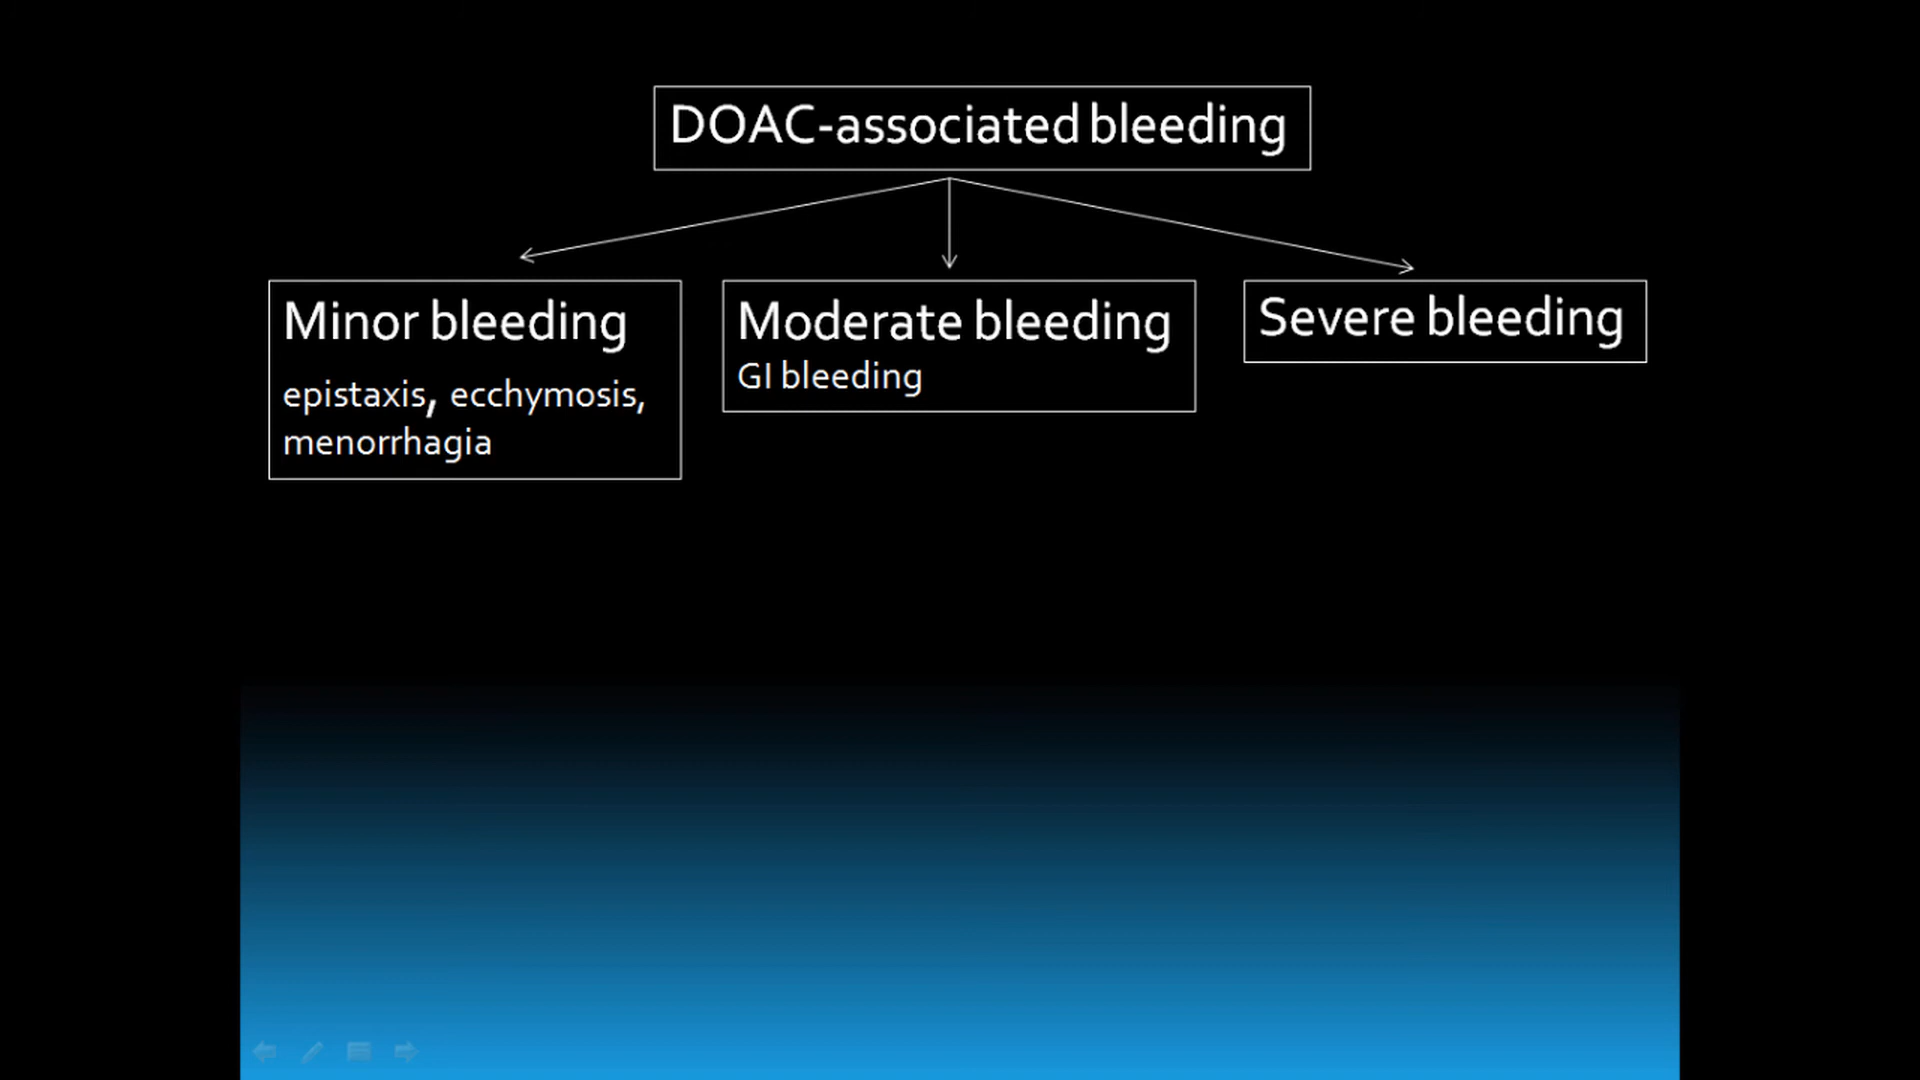 DOAC-associated bleeding
Minor bleeding
epistaxis, ecchymosis,
menorrhagia
Moderate bleeding
GI bleeding
Severe bleeding